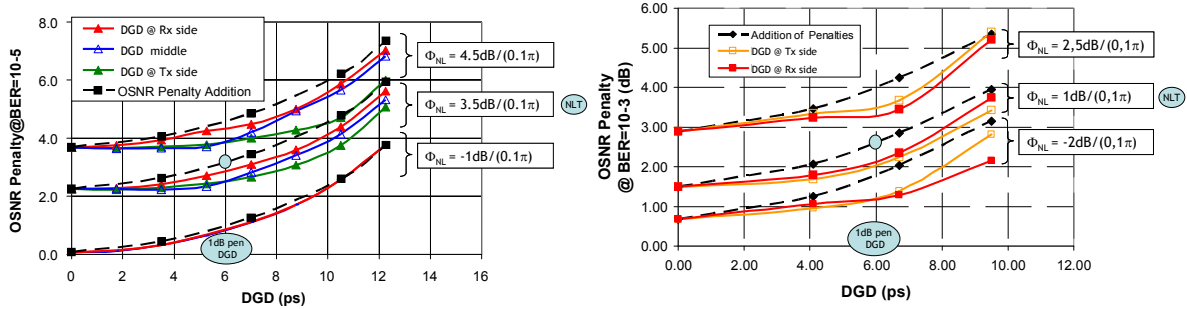 OSNR Penalty@BER=10-5
8.0
6.0
4.0
2.0
0.0
0
2
4
6
8
10
12
14
16
DGD (ps)
DGD @ Rx side
DGD middle
DGD @ Tx side
OSNR Penalty Addition
ΦNL = 4.5dB/(0.1π)
ΦNL = 3.5dB/(0.1π)
ΦNL = -1dB/(0.1π)
NLT
1dB pen
DGD
OSNR Penalty
@ BER=10-3 (dB)
6.00
5.00
4.00
3.00
2.00
1.00
0.00
0.00
2.00
4.00
6.00
8.00
10.00
12.00
DGD (ps)
Addition of Penalties
DGD @ Tx side
DGD @ Rx side
ΦNL = 2,5dB/(0,1π)
ΦNL = 1dB/(0,1π)
ΦNL = -2dB/(0,1π)
NLT
1dB pen
DGD